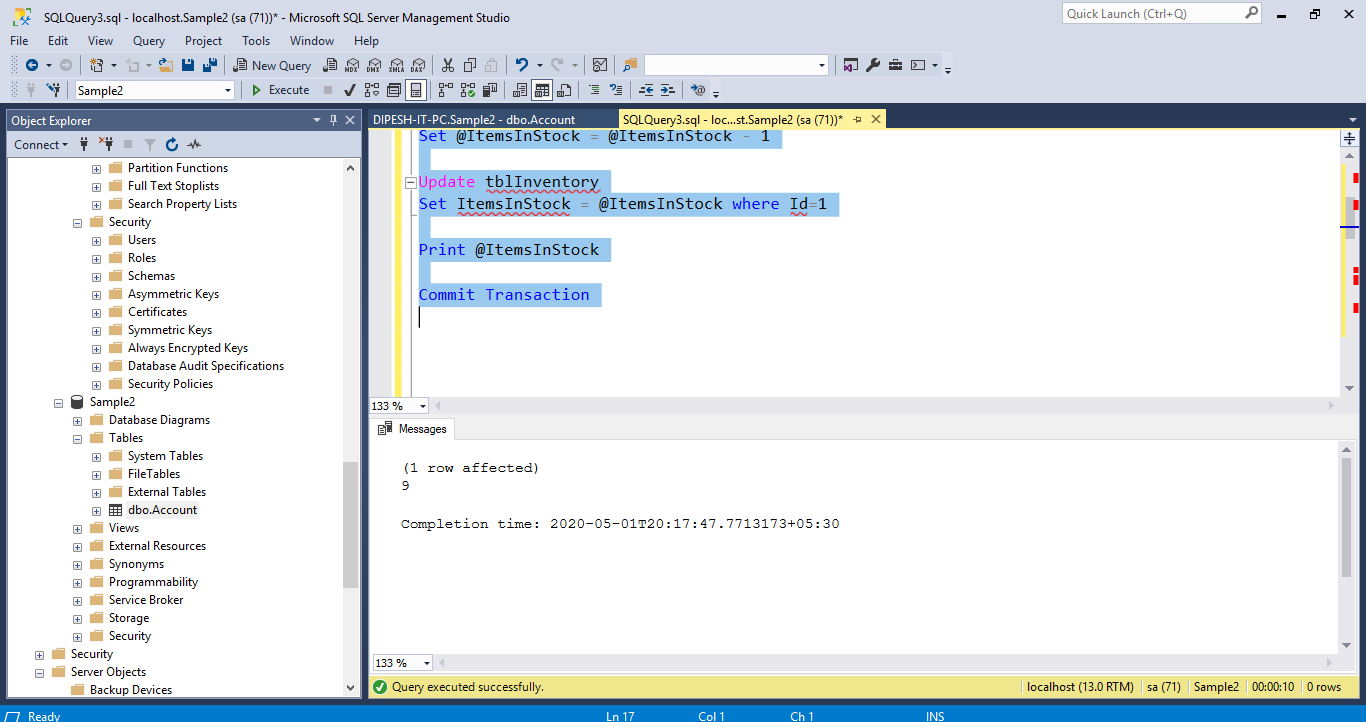 SQLQuery3.sql - localhost.Sample2 (sa (71))* - Microsoft SQL Server Management Studio
Quick Launch (Ctrl+Q)
File Edit View Query Project Tools Window Help
New Query
MDX DMX XMLA DAX
Sample2
Execute
Object Explorer
Connect
Partition Functions
Full Text Stoplists
Search Property Lists
Security
Users
Roles
Schemas
Asymmetric Keys
Certificates
Symmetric Keys
Always Encrypted Keys
Database Audit Specifications
Security Policies
Sample2
Database Diagrams
Tables
System Tables
FileTables
External Tables
dbo.Account
Views
External Resources
Synonyms
Programmability
Service Broker
Storage
Security
Security
Server Objects
Backup Devices
DIPESH-IT-PC.Sample2 - dbo.Account
SQLQuery3.sql - loc...st.Sample2 (sa (71))*
Set @ItemsInStock = @ItemsInStock - 1
Update tblInventory
Set ItemsInStock = @ItemsInStock where Id=1
Print @ItemsInStock
Commit Transaction
133 %
Messages
(1 row affected)
9
Completion time: 2020-05-01T20:17:47.7713173+05:30
133 %
Query executed successfully.
localhost (13.0 RTM) sa (71) Sample2 00:00:10 0 rows
Ready
Ln 17 Col 1 Ch 1 INS